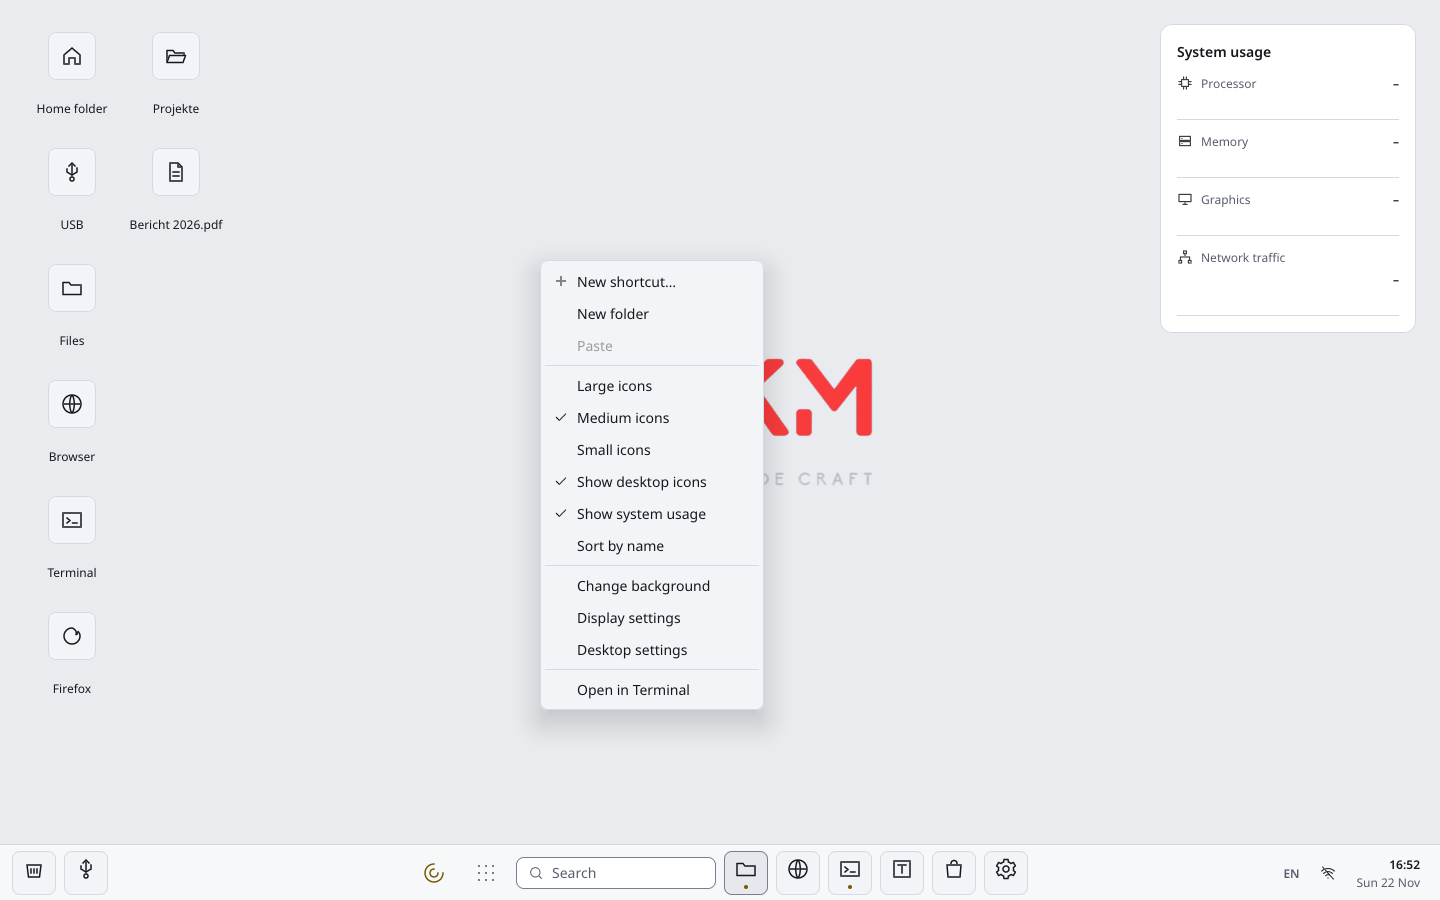 Home folder
Projekte
USB
Bericht 2026.pdf
Files
Browser
Terminal
Firefox
System usage
Processor –
Memory –
Graphics –
Network traffic
–
New shortcut...
New folder
Paste
Large icons
Medium icons
Small icons
Show desktop icons
Show system usage
Sort by name
Change background
Display settings
Desktop settings
Open in Terminal
M
DE CRAFT
Search
EN
16:52
Sun 22 Nov